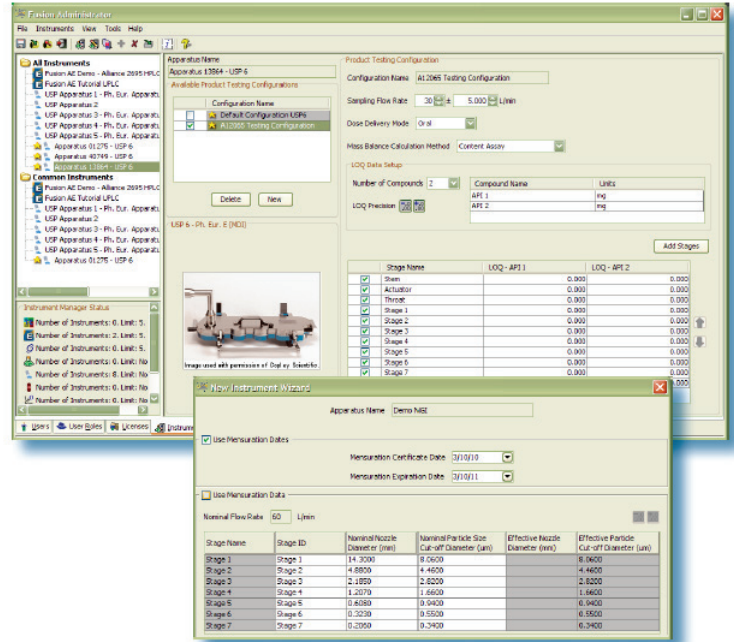 Fusion Administrator
File Instruments View Tools Help
All Instruments
Fusion AE Demo - Alliance 2695 HPLC
Fusion AE Tutorial UPLC
USP Apparatus 1 - Ph. Eur. Apparatu
USP Apparatus 2
USP Apparatus 3 - Ph. Eur. Apparatu
USP Apparatus 4 - Ph. Eur. Apparatu
USP Apparatus 5 - Ph. Eur. Apparatu
Apparatus 01275 - USP 6
Apparatus 40749 - USP 6
Apparatus 13864 - USP 6
Common Instruments
Fusion AE Demo - Alliance 2695 HPLC
Fusion AE Tutorial UPLC
USP Apparatus 1 - Ph. Eur. Apparatu
USP Apparatus 2
USP Apparatus 3 - Ph. Eur. Apparatu
USP Apparatus 4 - Ph. Eur. Apparatu
USP Apparatus 5 - Ph. Eur. Apparatu
Apparatus 01275 - USP 6
Instrument Manager Status
Number of Instruments: 0. Limit: 5.
Number of Instruments: 2. Limit: 5.
Number of Instruments: 0. Limit: 5.
Number of Instruments: 0. Limit: No
Number of Instruments: 8. Limit: No
Number of Instruments: 0. Limit: No
Number of Instruments: 0. Limit: No
Users User Roles Licenses Instrum
Apparatus Name
Apparatus 13864 - USP 6
Available Product Testing Configurations
Configuration Name
Default Configuration USP6
A12065 Testing Configuration
Delete New
USP 6 - Ph. Eur. E (MDI)
Image used with permission of Copley Scientific.
Product Testing Configuration
Configuration Name A12065 Testing Configuration
Sampling Flow Rate 30 ± 5.000 L/min
Dose Delivery Mode Oral
Mass Balance Calculation Method Content Assay
LOQ Data Setup
Number of Compounds 2
LOQ Precision
Compound Name Units
API 1 mg
API 2 mg
Add Stages
Stage Name LOQ - API 1 LOQ - API 2
Stem 0.000 0.000
Actuator 0.000 0.000
Throat 0.000 0.000
Stage 1 0.000 0.000
Stage 2 0.000 0.000
Stage 3 0.000 0.000
Stage 4 0.000 0.000
Stage 5 0.000 0.000
Stage 6 0.000 0.000
Stage 7 0.000 0.000
New Instrument Wizard
Apparatus Name Demo NGI
Use Mensuration Dates
Mensuration Certificate Date 3/10/10
Mensuration Expiration Date 3/10/11
Use Mensuration Data
Nominal Flow Rate 60 L/min
Stage Name Stage ID Nominal Nozzle Diameter (mm) Nominal Particle Size Cut-off Diameter (um) Effective Nozzle Diameter (mm) Effective Particle Cut-off Diameter (um)
Stage 1 Stage 1 14.3000 8.0600 8.0600
Stage 2 Stage 2 4.8800 4.4600 4.4600
Stage 3 Stage 3 2.1850 2.8200 2.8200
Stage 4 Stage 4 1.2070 1.6600 1.6600
Stage 5 Stage 5 0.6080 0.9400 0.9400
Stage 6 Stage 6 0.3230 0.5500 0.5500
Stage 7 Stage 7 0.2060 0.3400 0.3400